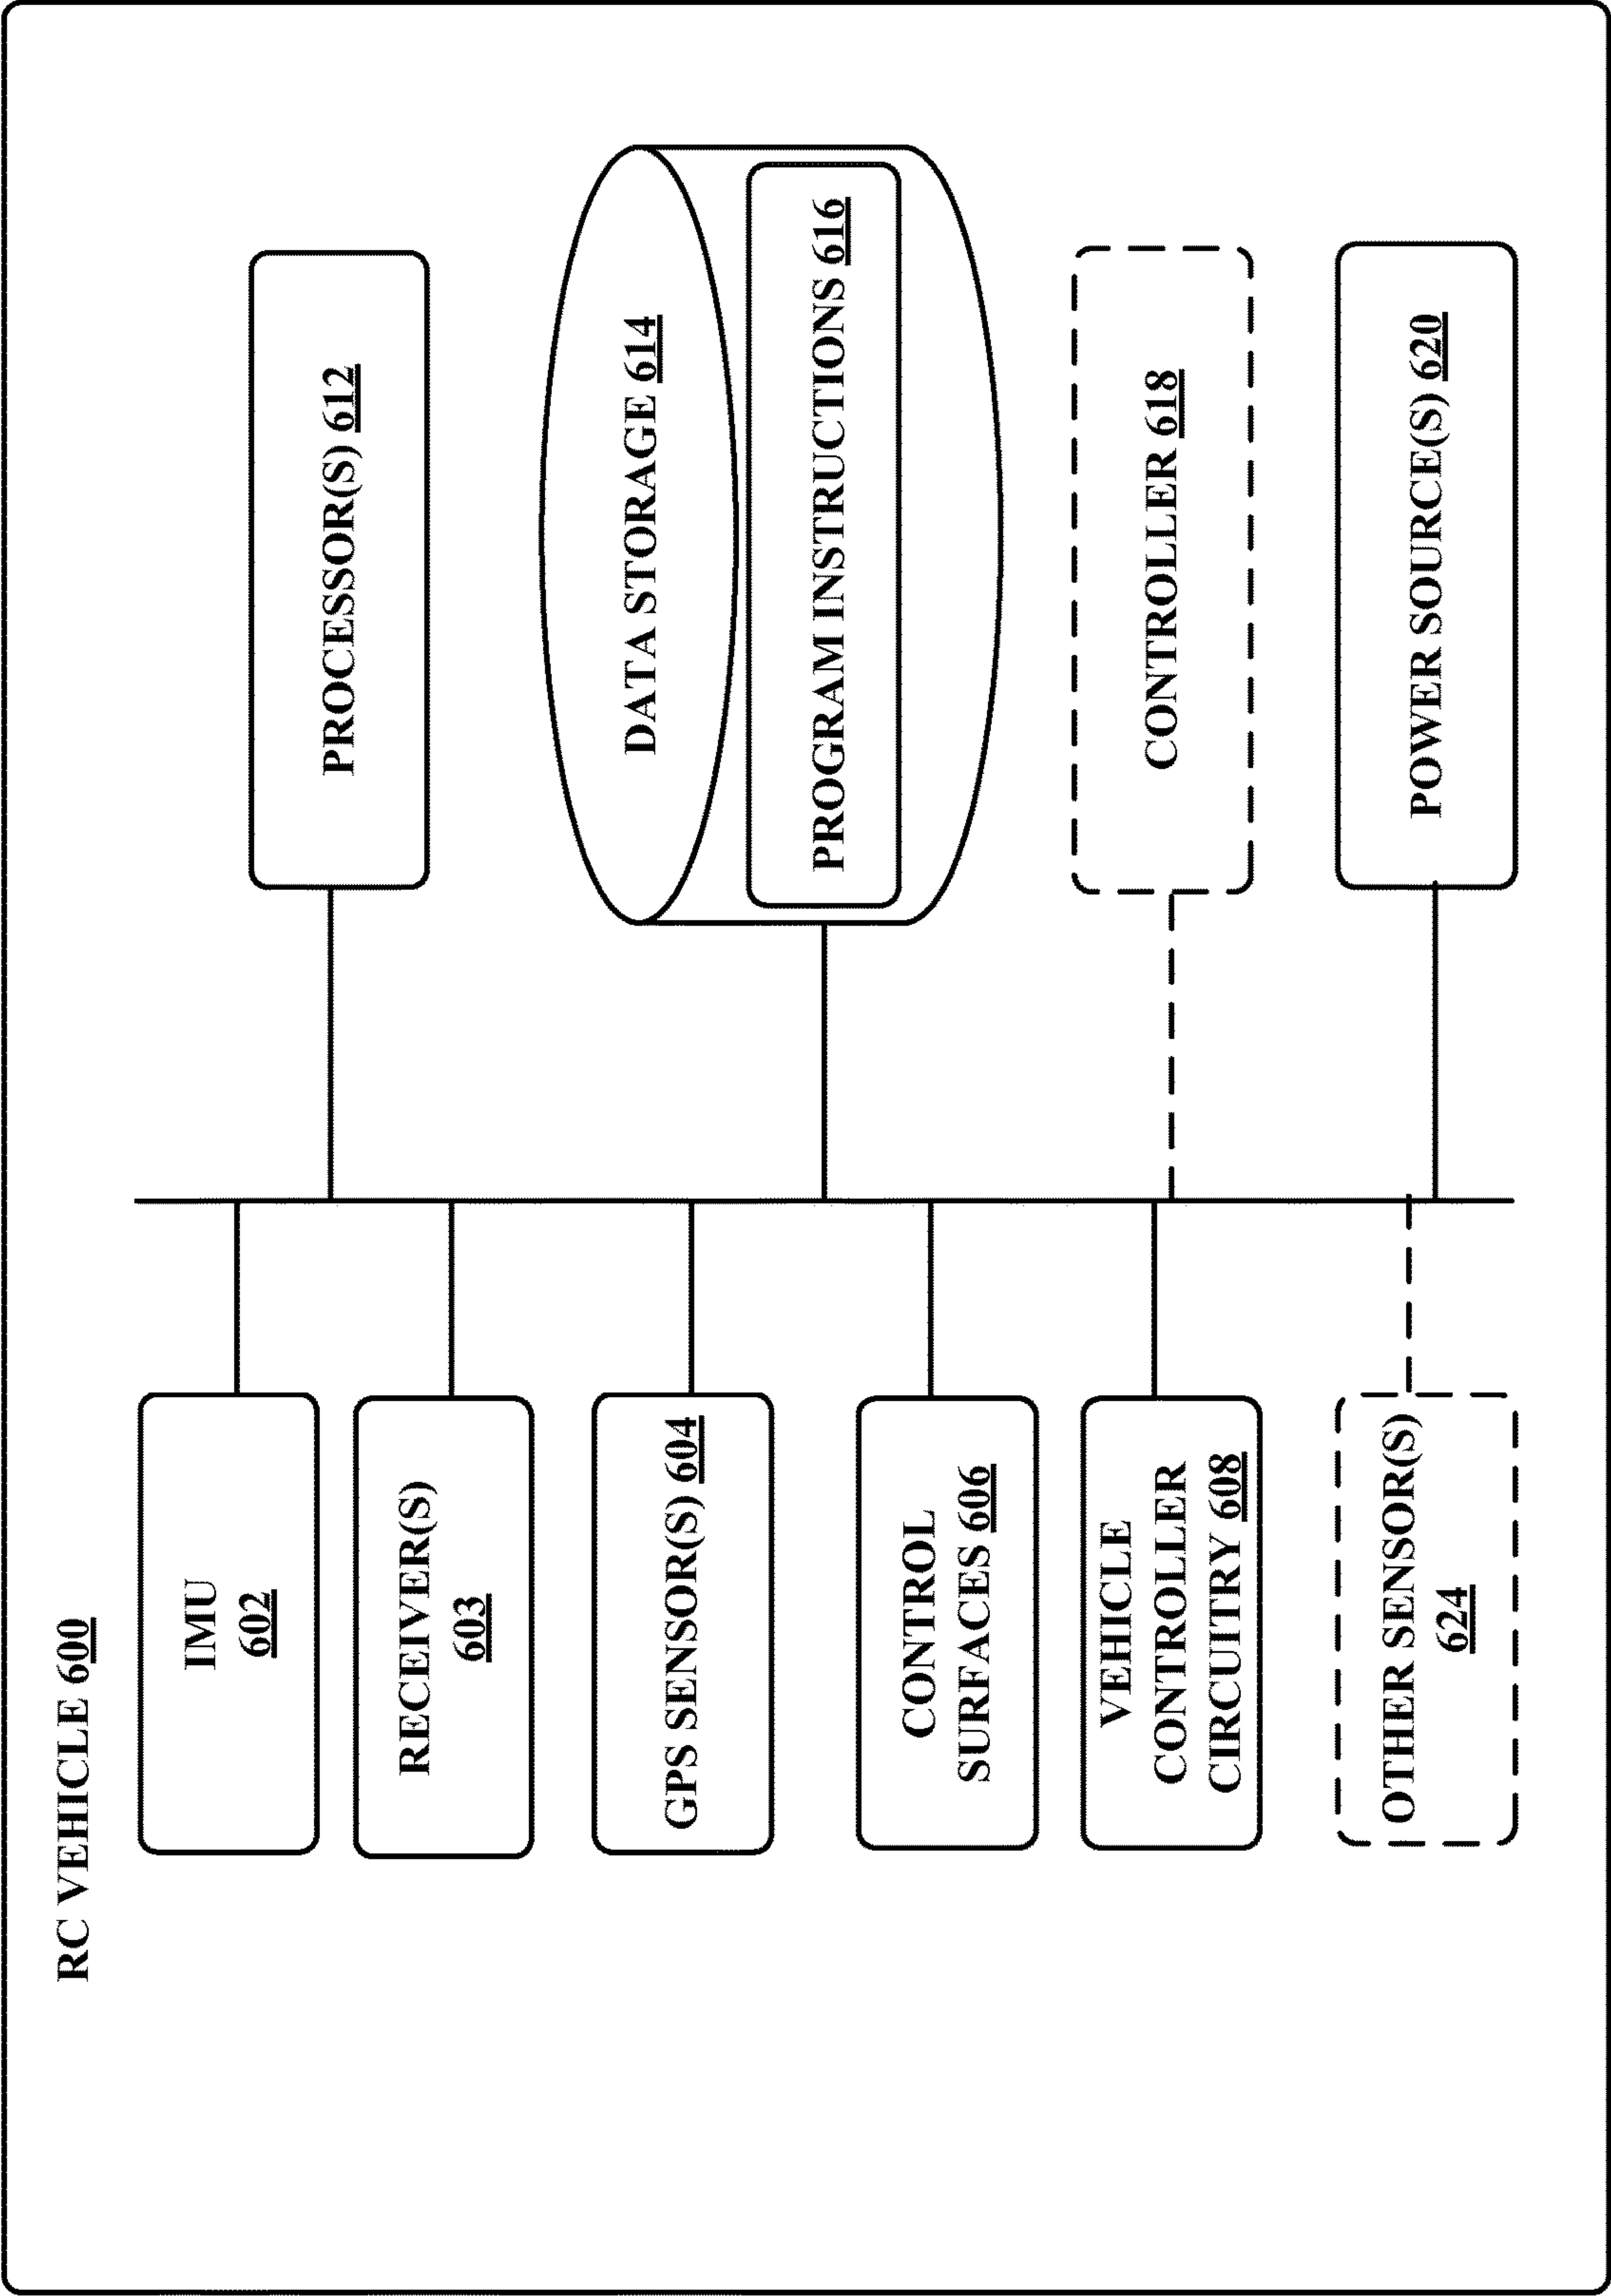 RC VEHICLE 600
IMU
602
RECEIVER(S)
603
GPS SENSOR(S) 604
CONTROL
SURFACES 606
VEHICLE
CONTROLLER
CIRCUITRY 608
OTHER SENSOR(S)
624
PROCESSOR(S) 612
DATA STORAGE 614
PROGRAM INSTRUCTIONS 616
CONTROLLER 618
POWER SOURCE(S) 620